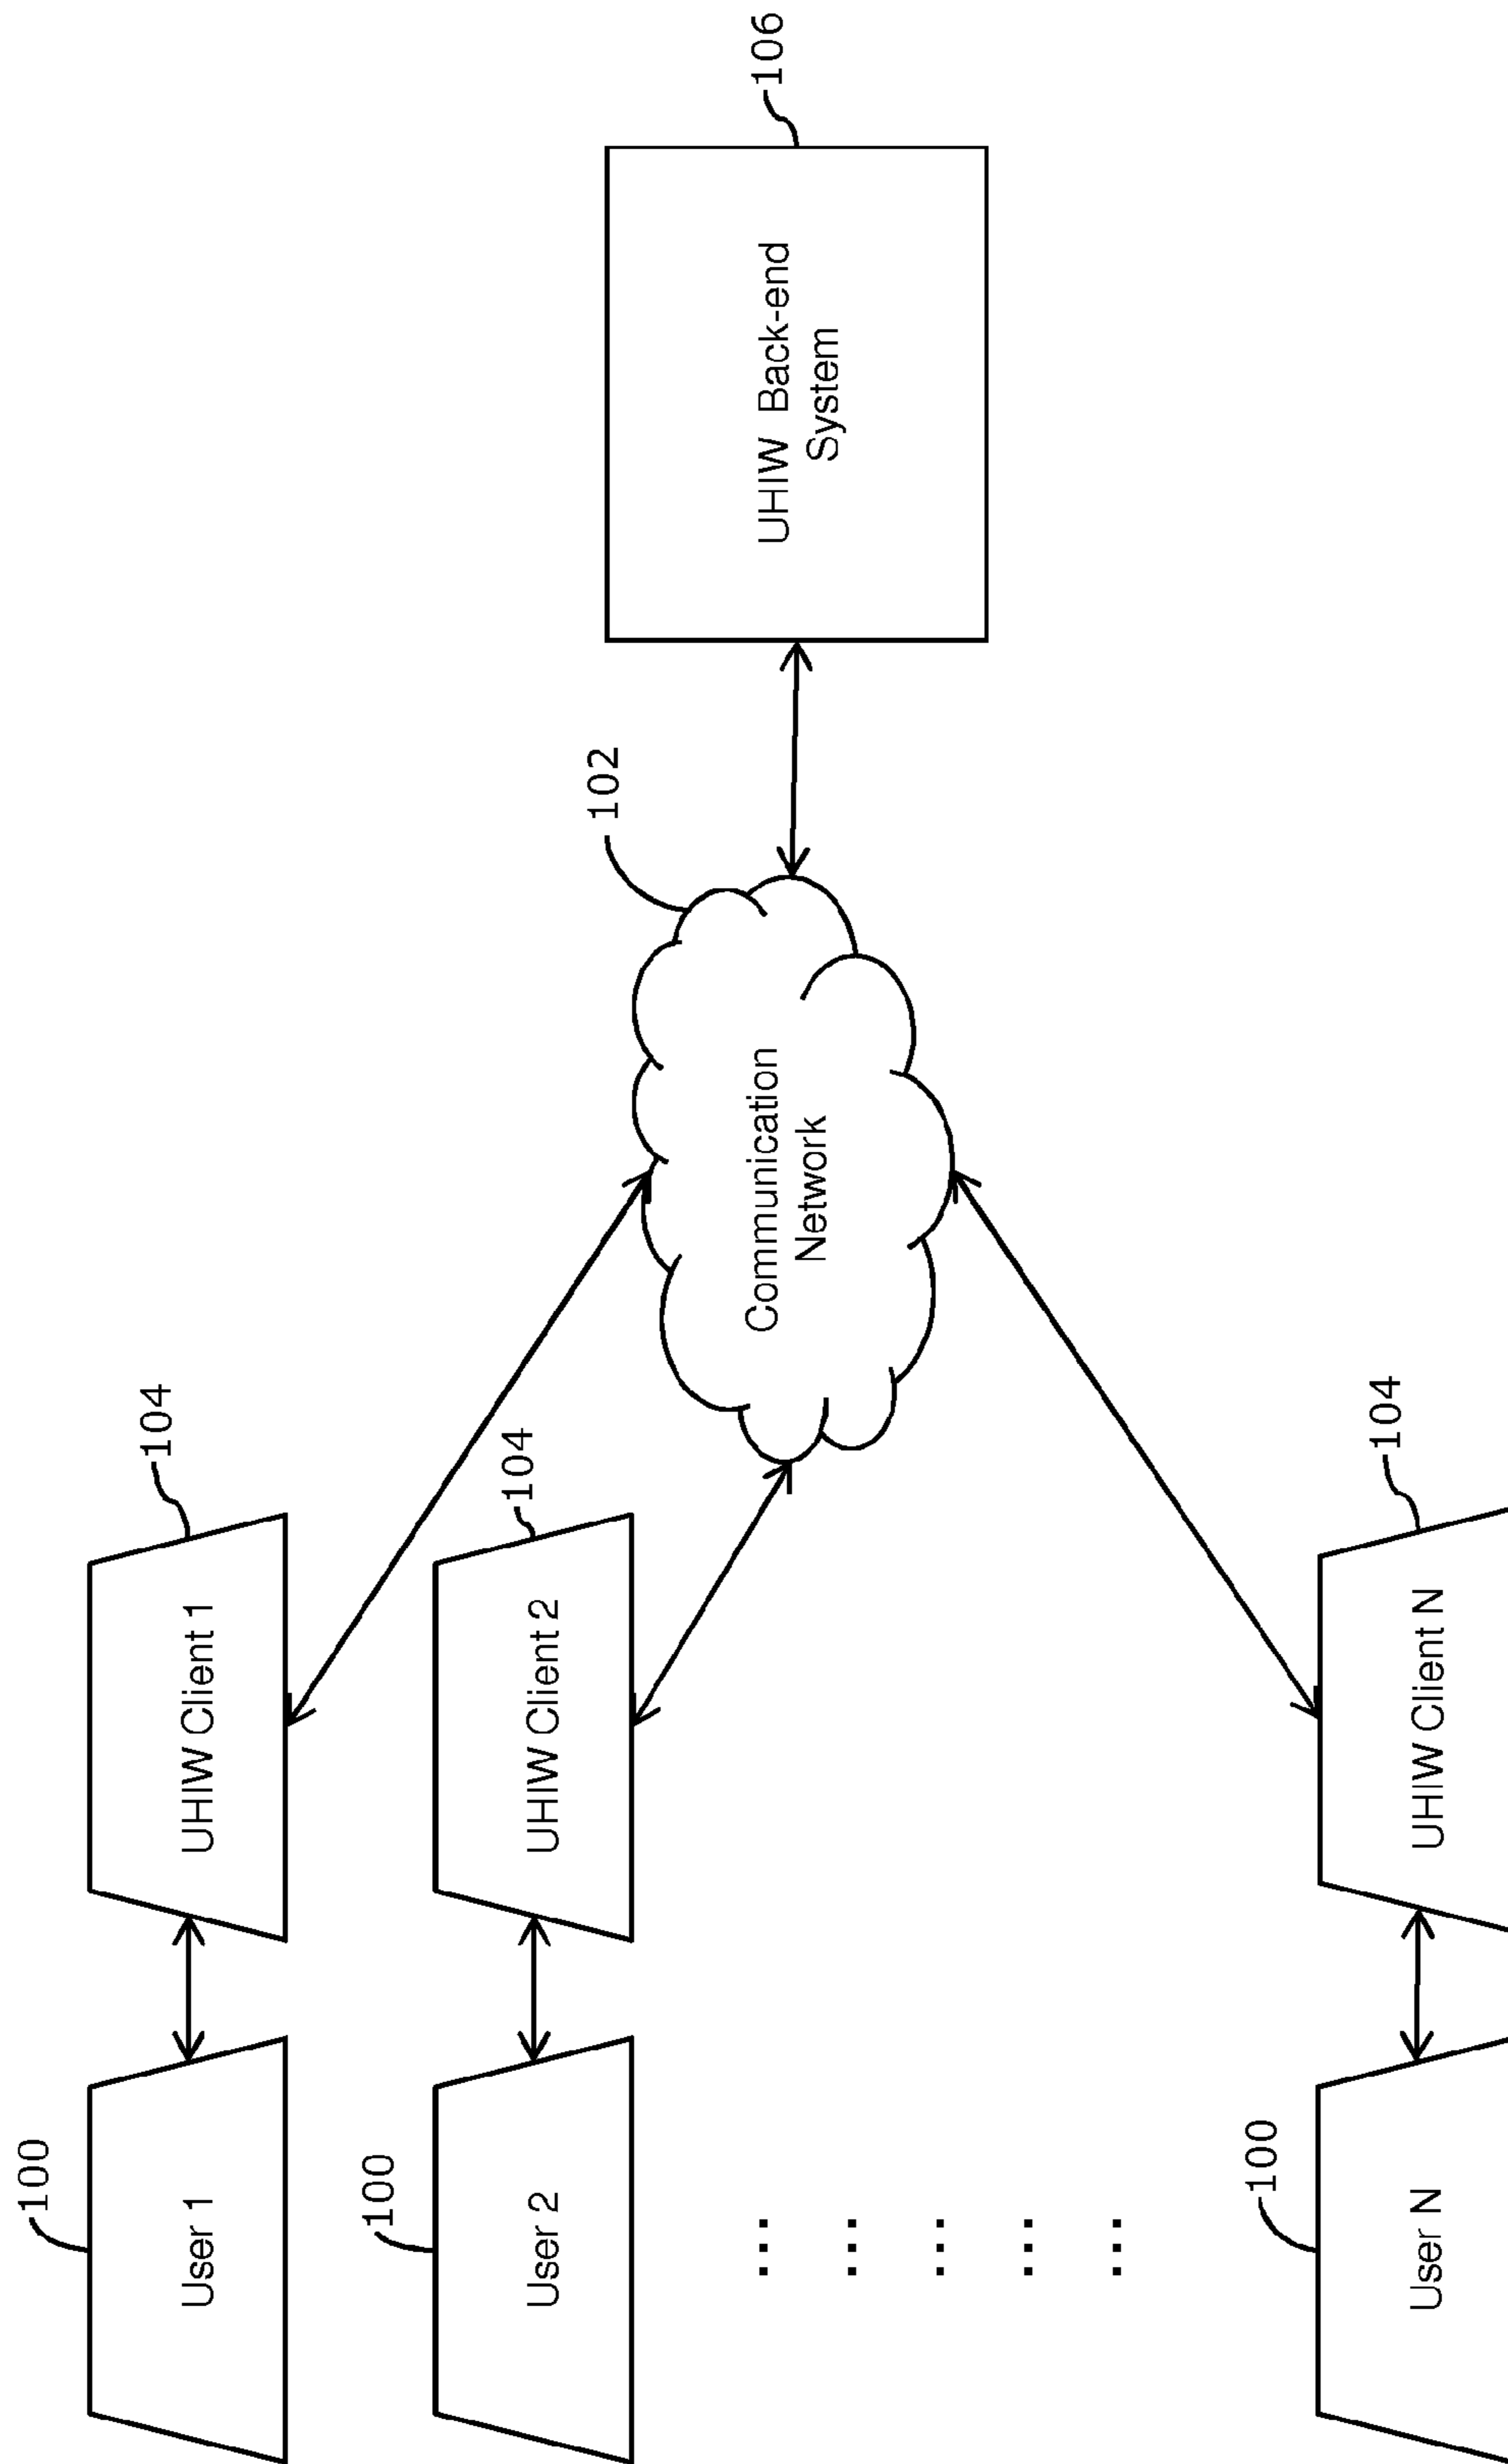 100
User 1
UHIW Client 1
104
100
User 2
UHIW Client 2
104
102
Communication
Network
UHIW Back-end
System
106
100
User N
UHIW Client N
104